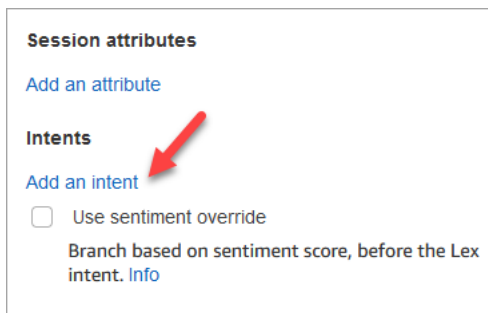 Session attributes
Add an attribute
Intents
Add an intent
Use sentiment override
Branch based on sentiment score, before the Lex
intent. Info